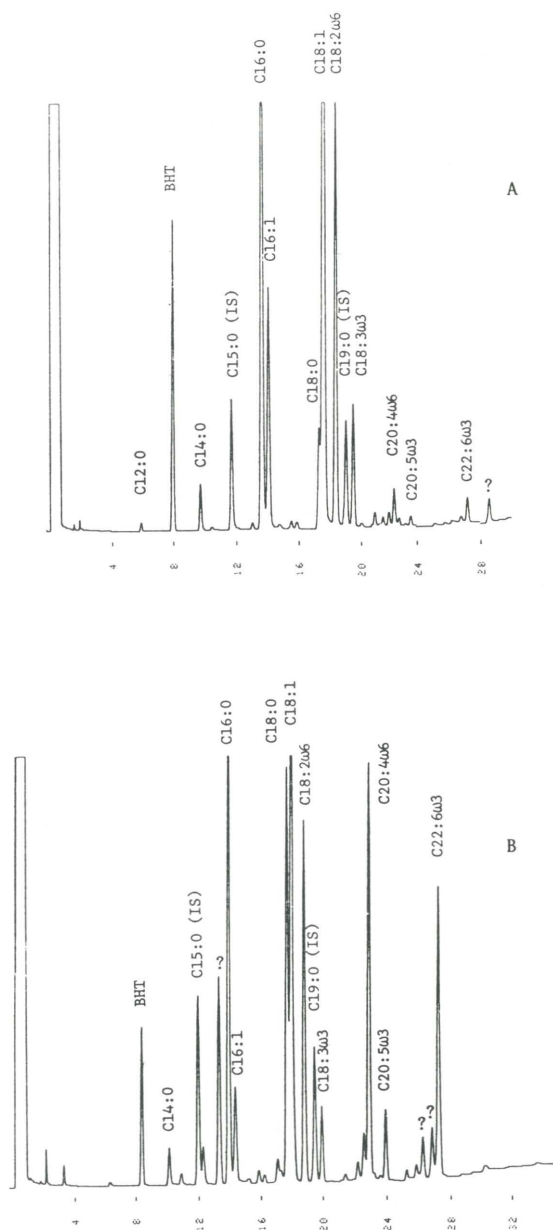 C12:0
BHT
C14:0
C15:0 (IS)
C16:0
C16:1
C18:0
C18:1
C18:2ω6
C19:0 (IS)
C18:3ω3
C20:4ω6
C20:5ω3
C22:6ω3
?
A
4
8
12
16
20
24
28
BHT
C14:0
C15:0 (IS)
?
C16:0
C16:1
C18:0
C18:1
C18:2ω6
C19:0 (IS)
C18:3ω3
C20:4ω6
C20:5ω3
?
?
C22:6ω3
B
4
8
12
16
20
24
28
32